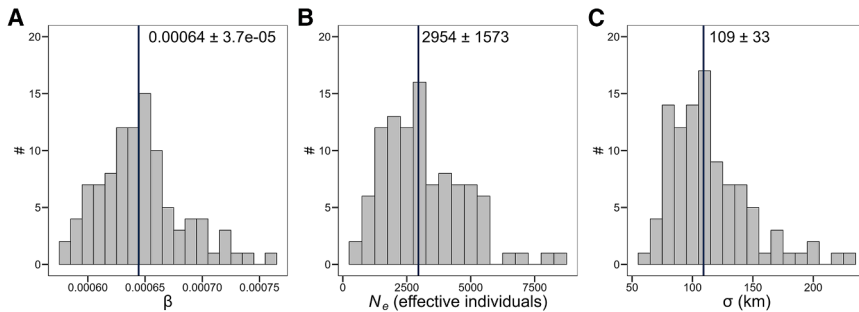 A
0.00064 ± 3.7e-05
20
15
10
5
0
#
0.00060 0.00065 0.00070 0.00075
β
B
2954 ± 1573
20
15
10
5
0
#
0 2500 5000 7500
Ne (effective individuals)
C
109 ± 33
20
15
10
5
0
#
50 100 150 200
σ (km)